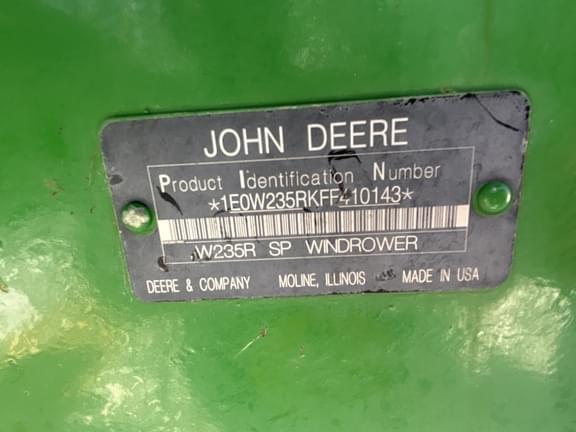 JOHN DEERE
Product Identification Number
*1E0W235RKFF410143*
W235R SP WINDROWER
DEERE & COMPANY MOLINE, ILLINOIS MADE IN USA